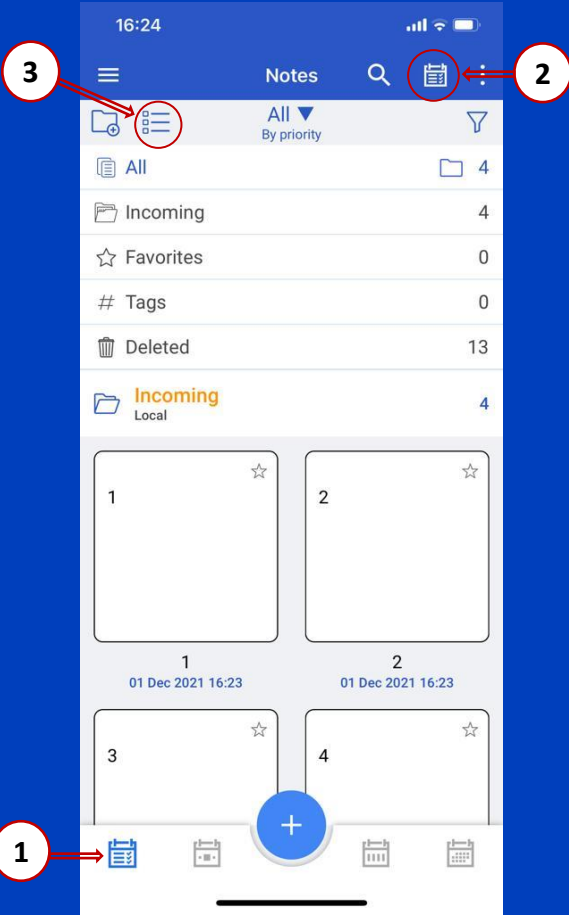 16:24
3
Notes
2
All ▼
By priority
All 4
Incoming 4
Favorites 0
# Tags 0
Deleted 13
Incoming 4
Local
1 2
1 2
01 Dec 2021 16:23 01 Dec 2021 16:23
3 4
+
1